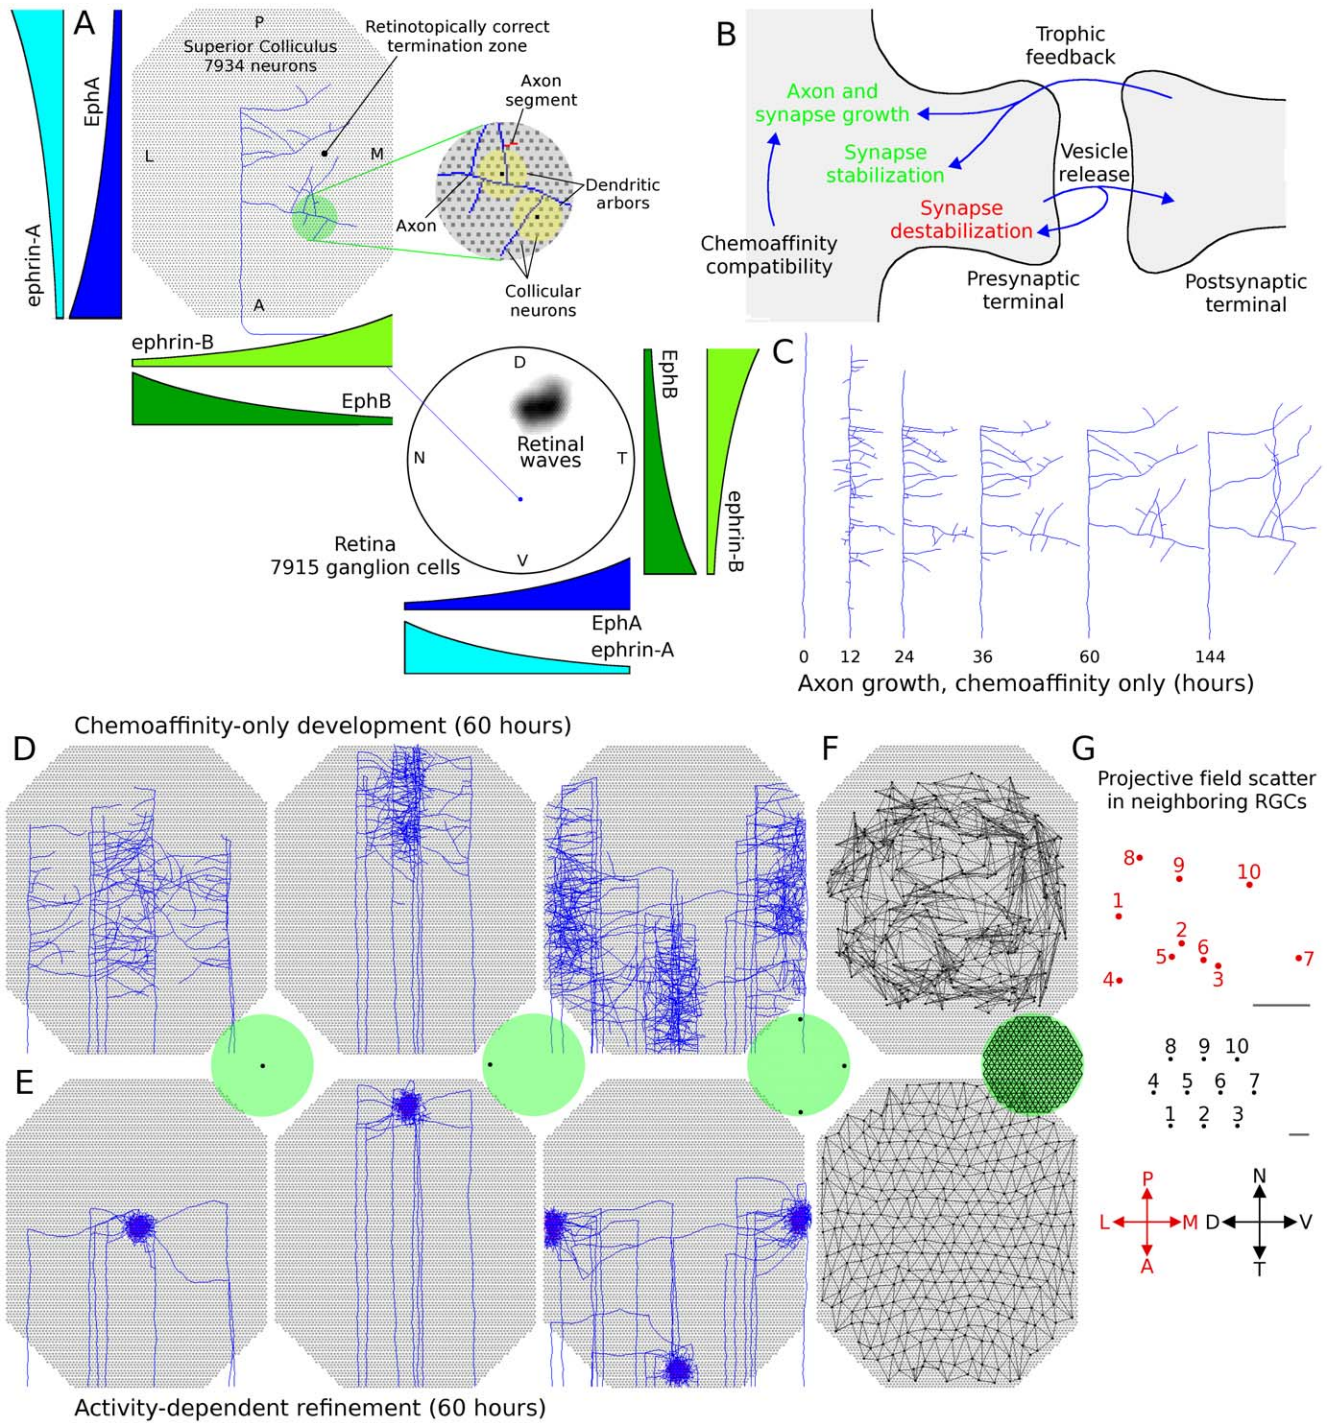 A
P
Superior Colliculus
7934 neurons
L
M
A
EphA
ephrin-A
Retinotopically correct
termination zone
Axon
segment
Dendritic
arbors
Axon
Collicular
neurons
ephrin-B
EphB
D
Retinal
waves
N
T
V
Retina
7915 ganglion cells
EphB
ephrin-B
EphA
ephrin-A
B
Trophic
feedback
Axon and
synapse growth
Synapse
stabilization
Vesicle
release
Synapse
destabilization
Chemoaffinity
compatibility
Presynaptic
terminal
Postsynaptic
terminal
C
0 12 24 36 60 144
Axon growth, chemoaffinity only (hours)
Chemoaffinity-only development (60 hours)
D
E
Activity-dependent refinement (60 hours)
F
G
Projective field scatter
in neighboring RGCs
8
9
10
1
2
5
6
3
7
4
8 9 10
4 5 6 7
1 2 3
P
L M
A
N
D V
T